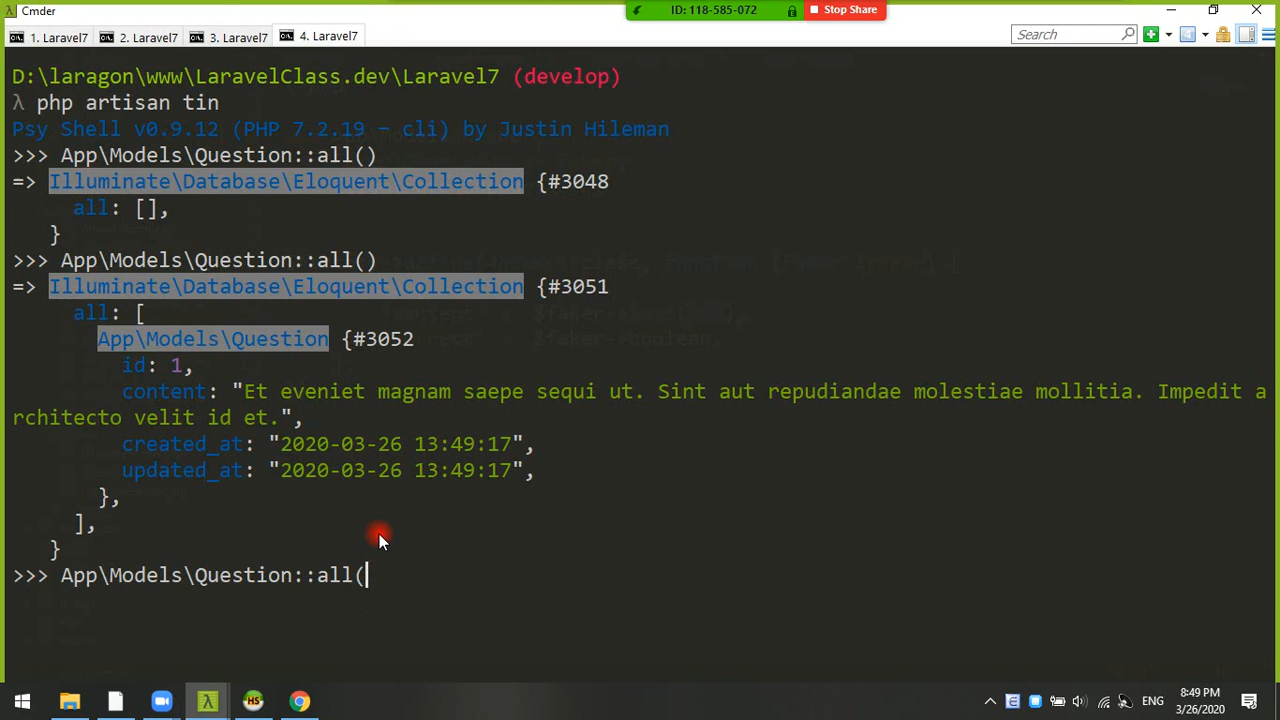 Cmder
ID: 118-585-072
Stop Share
1. Laravel7
2. Laravel7
3. Laravel7
4. Laravel7
Search
D:\laragon\www\LaravelClass.dev\Laravel7 (develop)
λ php artisan tin
Psy Shell v0.9.12 (PHP 7.2.19 — cli) by Justin Hileman
>>> App\Models\Question::all()
=> Illuminate\Database\Eloquent\Collection {#3048
all: [],
}
>>> App\Models\Question::all()
=> Illuminate\Database\Eloquent\Collection {#3051
all: [
App\Models\Question {#3052
id: 1,
content: "Et eveniet magnam saepe sequi ut. Sint aut repudiandae molestiae mollitia. Impedit a
rchitecto velit id et.",
created_at: "2020-03-26 13:49:17",
updated_at: "2020-03-26 13:49:17",
},
],
}
>>> App\Models\Question::all(
HS
ENG
8:49 PM
3/26/2020